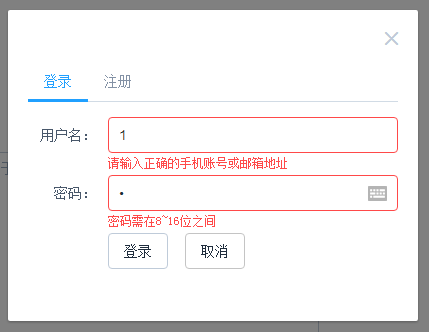 登录 注册
用户名： 1
请输入正确的手机账号或邮箱地址
密码： •
密码需在8~16位之间
登录 取消